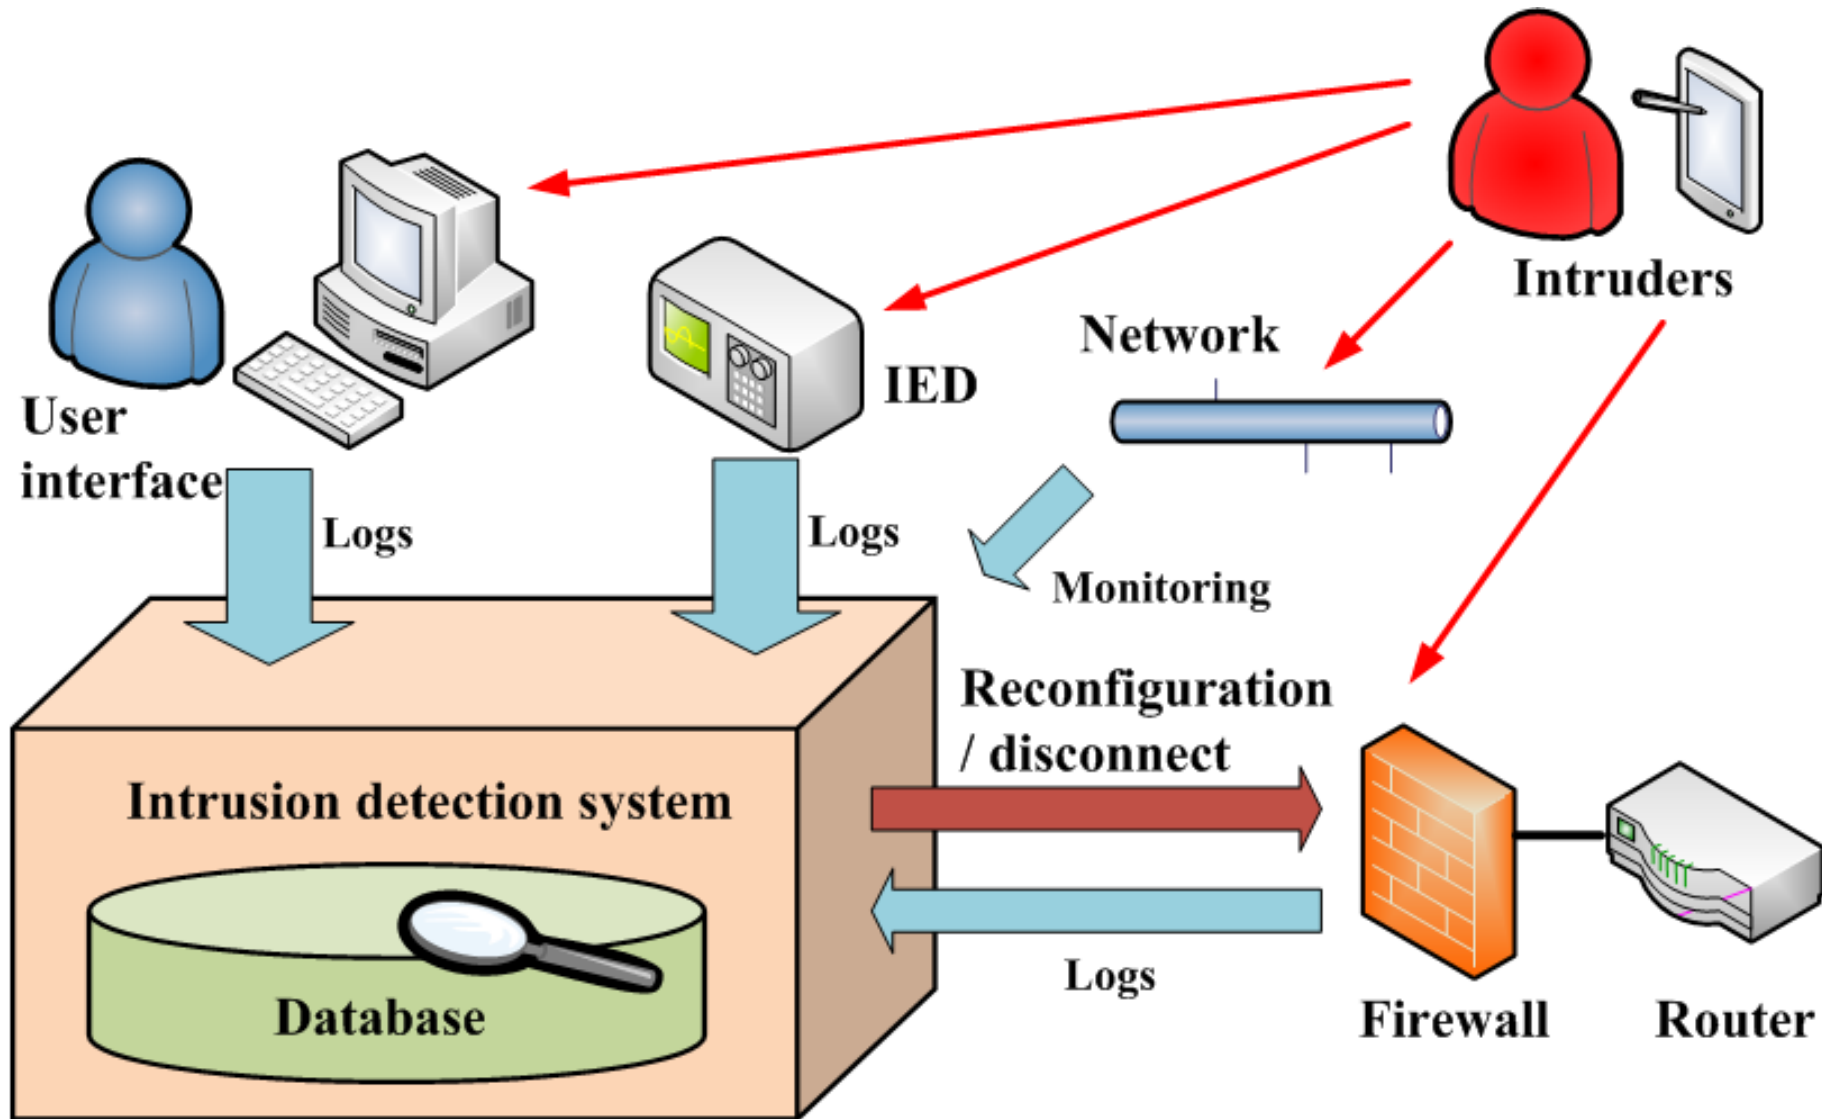 Intruders
Network
IED
User
interface
Logs
Logs
Monitoring
Reconfiguration
/ disconnect
Intrusion detection system
Logs
Database
Firewall
Router